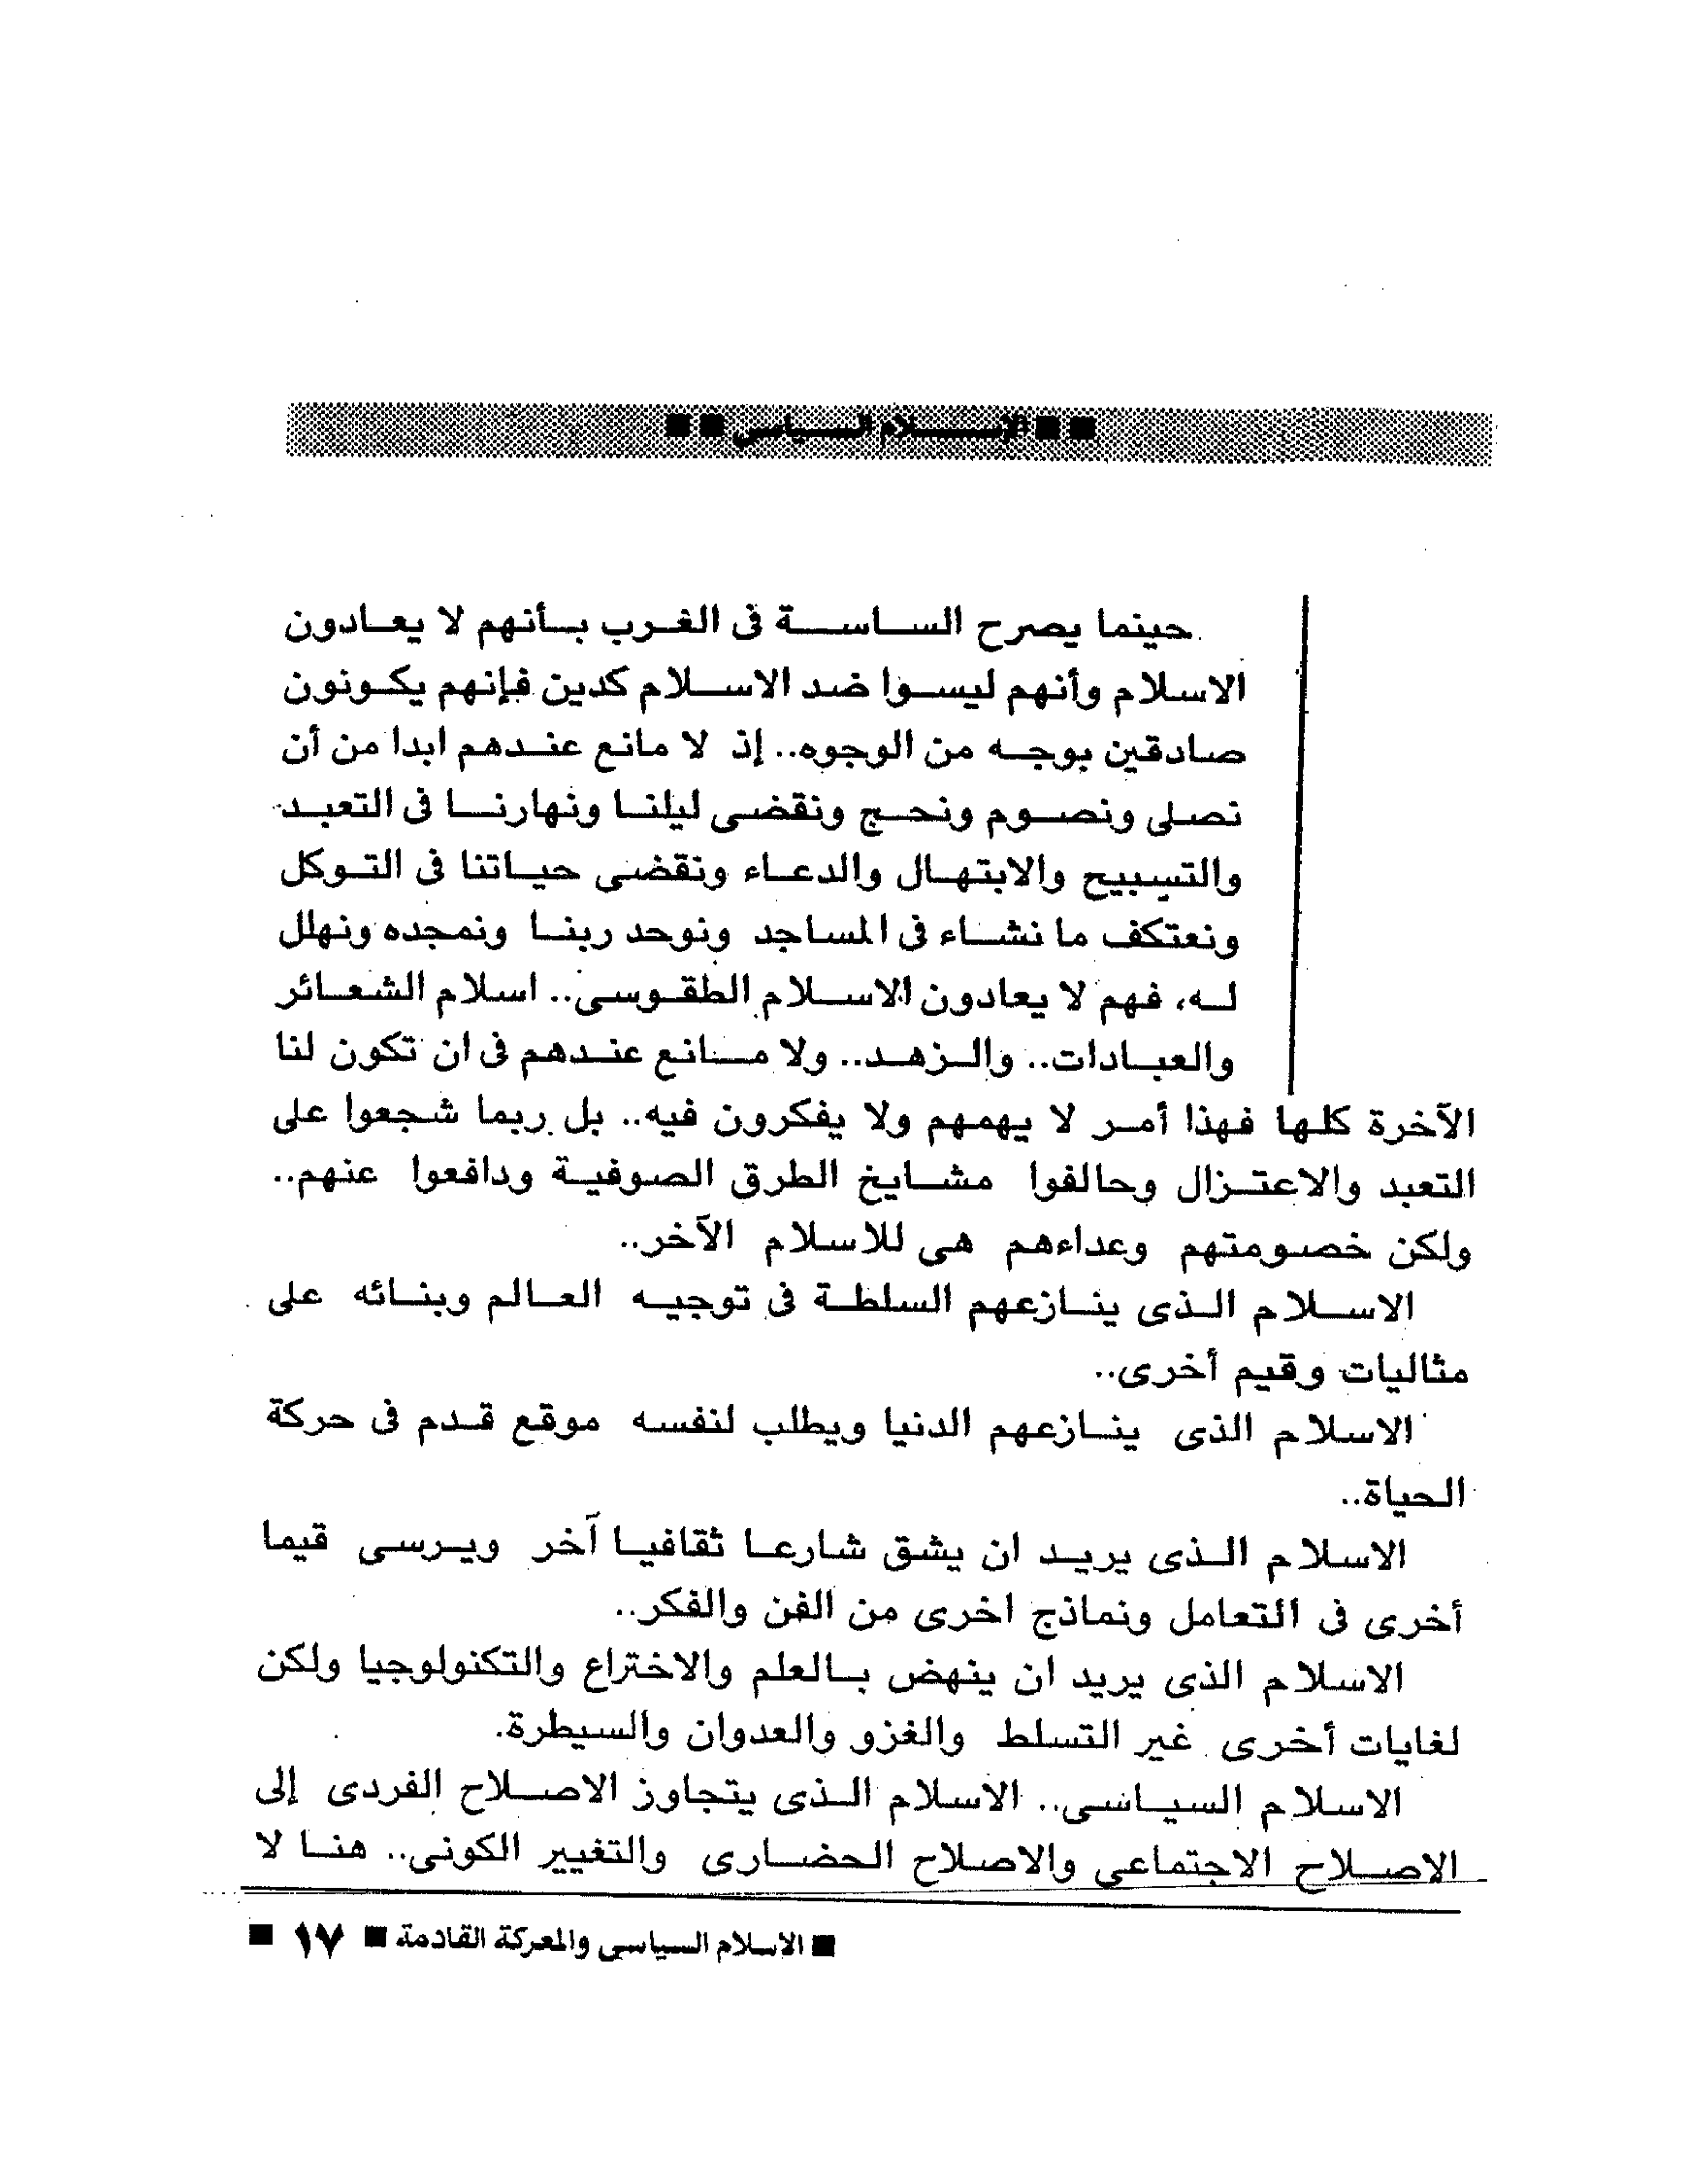 ■ ■ الإسلام السياسي ■ ■
حينما يصرح الساسة فى الغرب بأنهم لا يعادون
الاسلام وأنهم ليسوا ضد الاسلام كدين فإنهم يكونون
صادقين بوجه من الوجوه.. إذ لا مانع عندهم ابدا من أن
نصلى ونصوم ونحج ونقضى ليلنا ونهارنا فى التعبد
والتسبيح والابتهال والدعاء ونقضى حياتنا فى التوكل
ونعتكف ما نشاء فى المساجد ونوحد ربنا ونمجده ونهلل
له، فهم لا يعادون الاسلام الطقوسى.. اسلام الشعائر
والعبادات.. والزهد.. ولا مانع عندهم فى ان تكون لنا
الآخرة كلها فهذا أمر لا يهمهم ولا يفكرون فيه.. بل ربما شجعوا على
التعبد والاعتزال وحالفوا مشايخ الطرق الصوفية ودافعوا عنهم..
ولكن خصومتهم وعداءهم هى للاسلام الآخر..
الاسلام الذى ينازعهم السلطة فى توجيه العالم وبنائه على
مثاليات وقيم أخرى..
الاسلام الذى ينازعهم الدنيا ويطلب لنفسه موقع قدم فى حركة
الحياة..
الاسلام الذى يريد ان يشق شارعا ثقافيا آخر ويرسى قيما
أخرى فى التعامل ونماذج اخرى من الفن والفكر..
الاسلام الذى يريد ان ينهض بالعلم والاختراع والتكنولوجيا ولكن
لغايات أخرى غير التسلط والغزو والعدوان والسيطرة.
الاسلام السياسى.. الاسلام الذى يتجاوز الاصلاح الفردى إلى
الاصلاح الاجتماعى والاصلاح الحضارى والتغيير الكونى.. هنا لا
■ الاسلام السياسى والمعركة القادمة ■ ١٧ ■